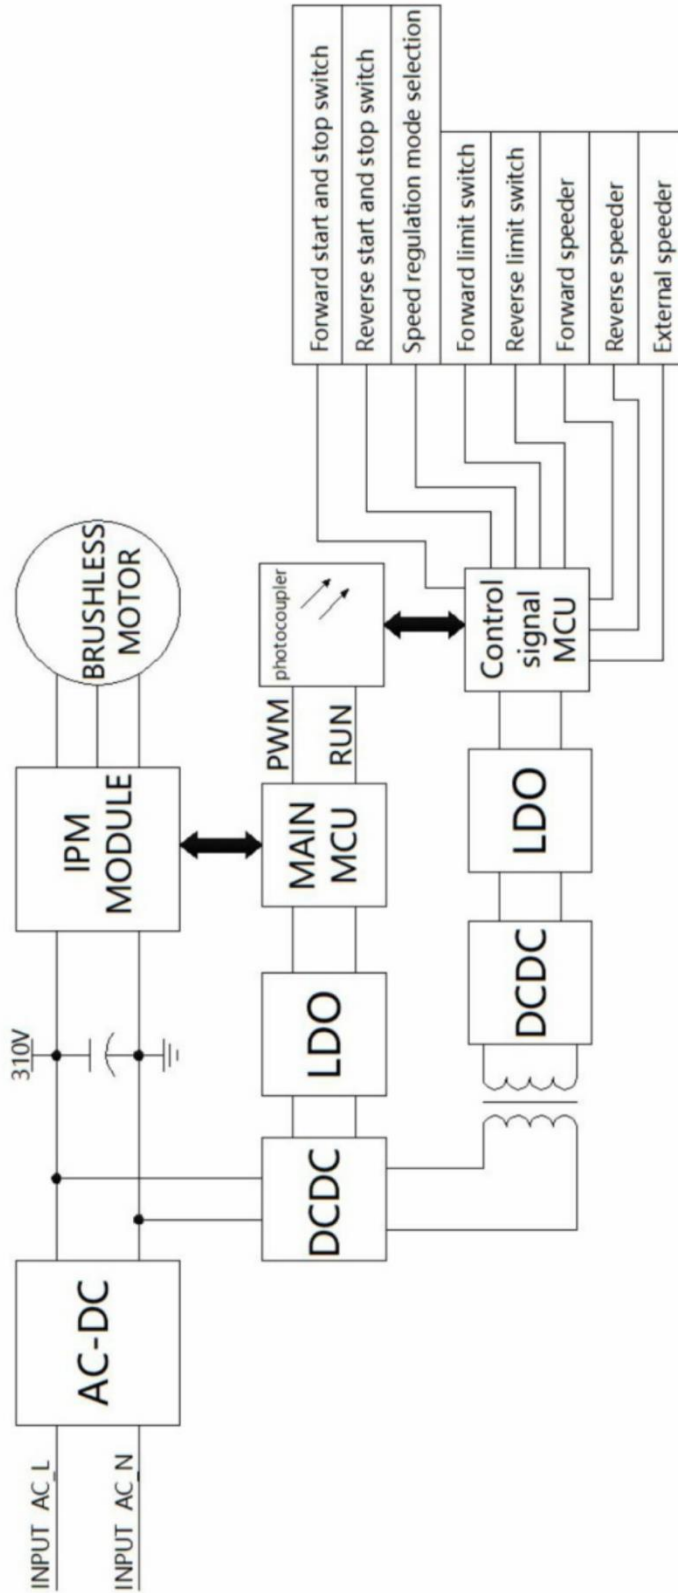 INPUT AC_L
INPUT AC_N
AC-DC
310V
IPM
MODULE
BRUSHLESS
MOTOR
DCDC
LDO
MAIN
MCU
PWM
RUN
photocoupler
DCDC
LDO
Control
signal
MCU
Forward start and stop switch
Reverse start and stop switch
Speed regulation mode selection
Forward limit switch
Reverse limit switch
Forward speeder
Reverse speeder
External speeder